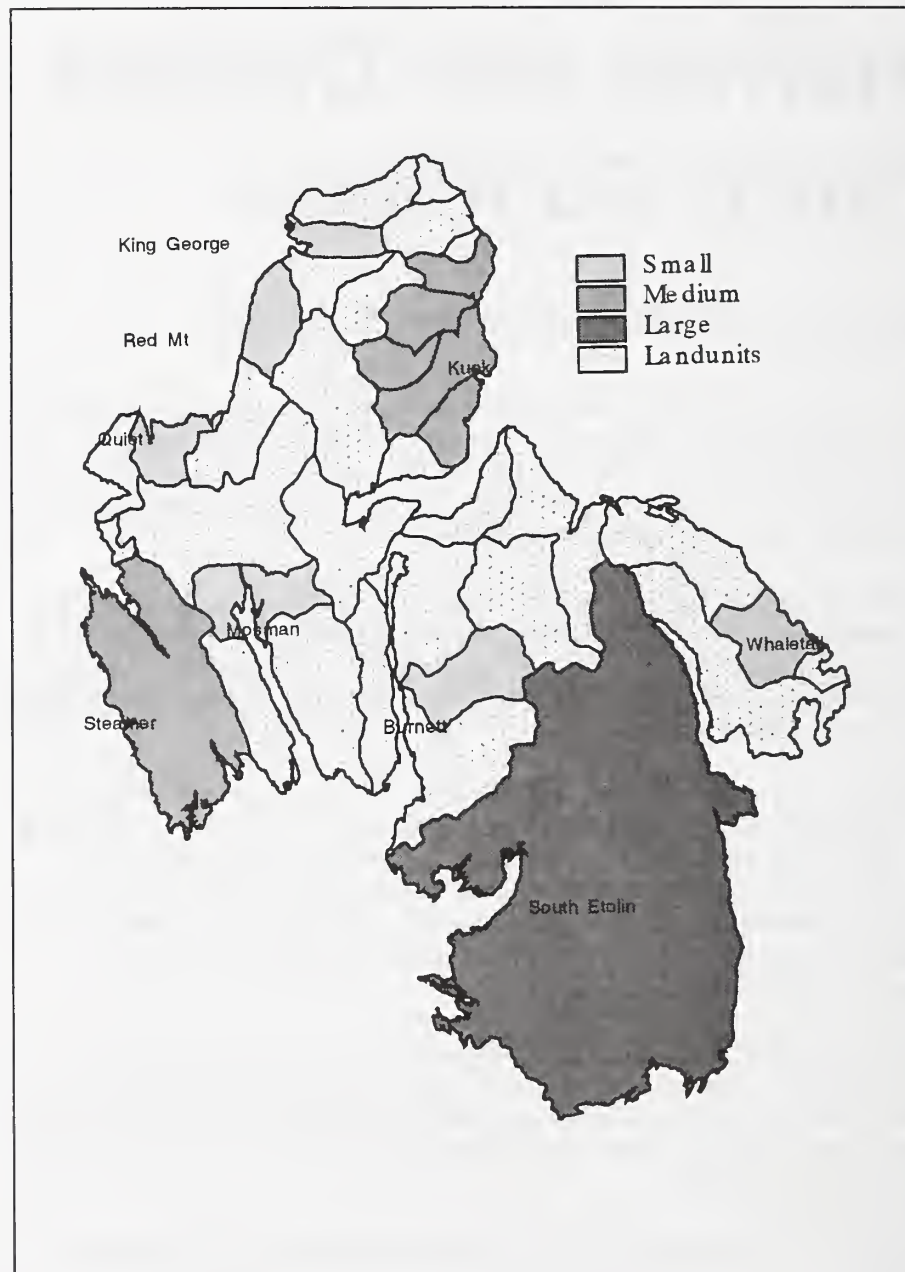 King George
Small
Medium
Red Mt
Large
Landunits
Kunk
Quiet
Mosman
Whaletail
Steamer
Burnett
South Etolin